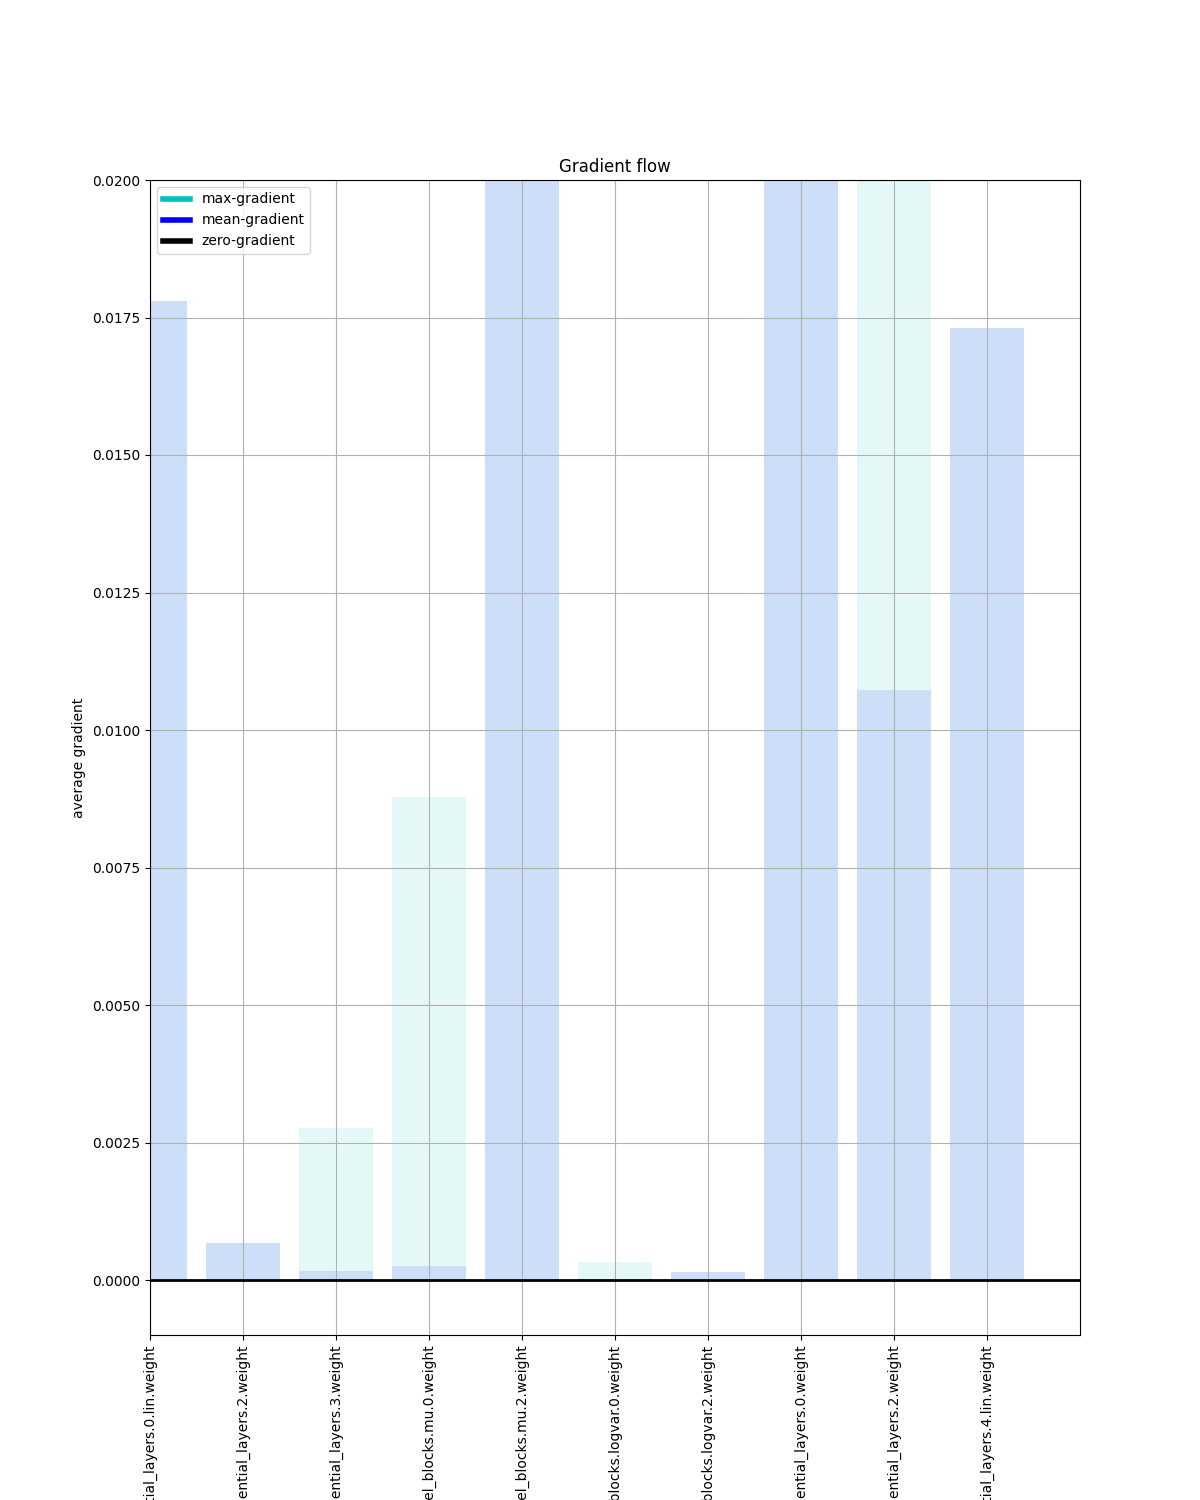 Gradient flow
max-gradient
mean-gradient
zero-gradient
0.0200
0.0175
0.0150
0.0125
0.0100
0.0075
0.0050
0.0025
0.0000
average gradient
tial_layers.0.lin.weight
ential_layers.2.weight
ential_layers.3.weight
el_blocks.mu.0.weight
el_blocks.mu.2.weight
blocks.logvar.0.weight
blocks.logvar.2.weight
ential_layers.0.weight
ential_layers.2.weight
tial_layers.4.lin.weight